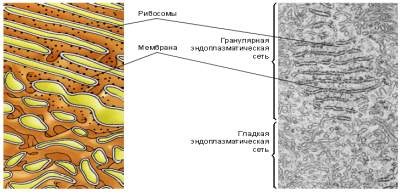 Рибосомы
Гранулярная
эндоплазматическая
сеть
Мембрана
Гладкая
эндоплазматическая
сеть